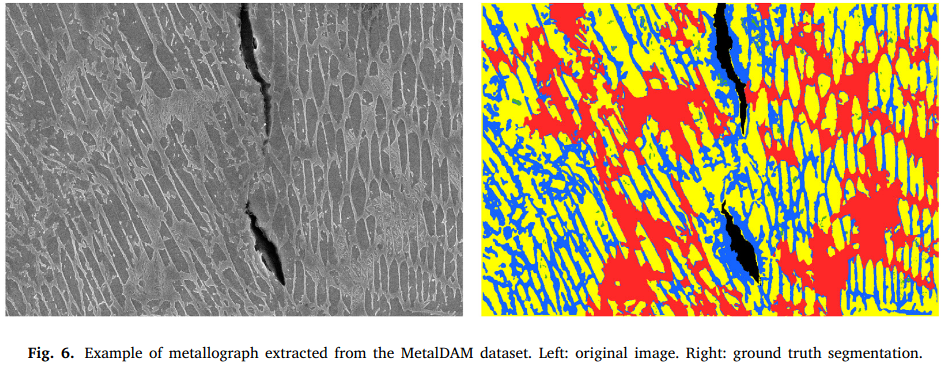 Fig. 6. Example of metallograph extracted from the MetalDAM dataset. Left: original image. Right: ground truth segmentation.